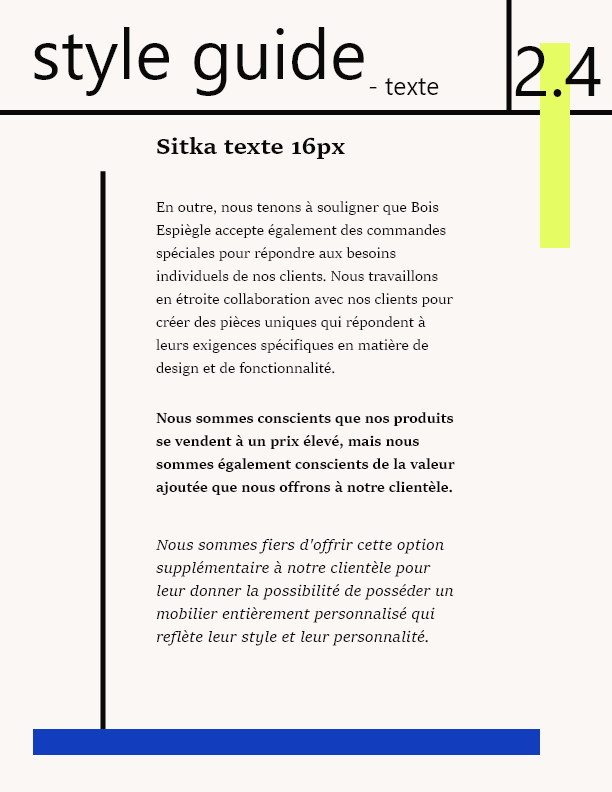 style guide - texte
2.4
Sitka texte 16px
En outre, nous tenons à souligner que Bois
Espiègle accepte également des commandes
spéciales pour répondre aux besoins
individuels de nos clients. Nous travaillons
en étroite collaboration avec nos clients pour
créer des pièces uniques qui répondent à
leurs exigences spécifiques en matière de
design et de fonctionnalité.
Nous sommes conscients que nos produits
se vendent à un prix élevé, mais nous
sommes également conscients de la valeur
ajoutée que nous offrons à notre clientèle.
Nous sommes fiers d'offrir cette option
supplémentaire à notre clientèle pour
leur donner la possibilité de posséder un
mobilier entièrement personnalisé qui
reflète leur style et leur personnalité.